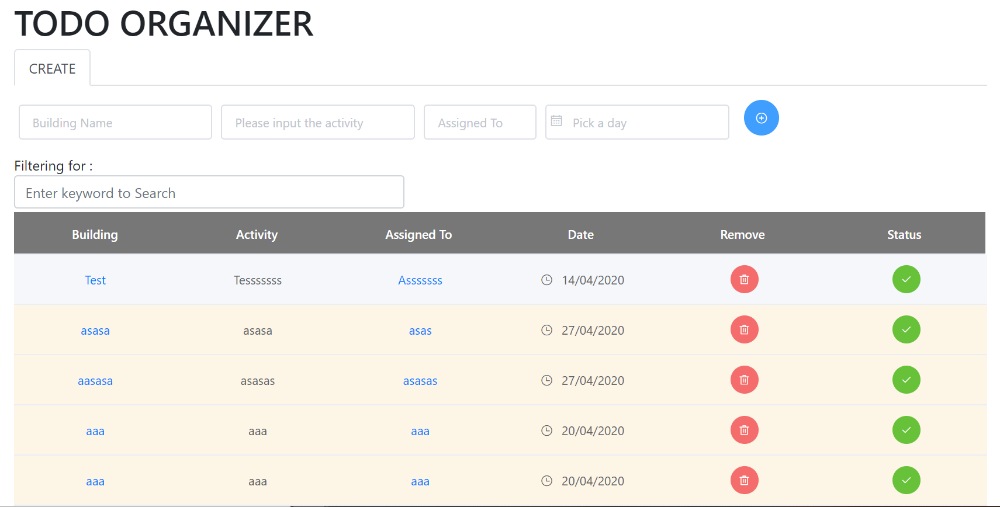 TODO ORGANIZER
CREATE
Building Name Please input the activity Assigned To Pick a day
Filtering for :
Enter keyword to Search
Building Activity Assigned To Date Remove Status
Test Tesssssss Asssssss 14/04/2020
asasa asasa asas 27/04/2020
aasasa asasas asasas 27/04/2020
aaa aaa aaa 20/04/2020
aaa aaa aaa 20/04/2020